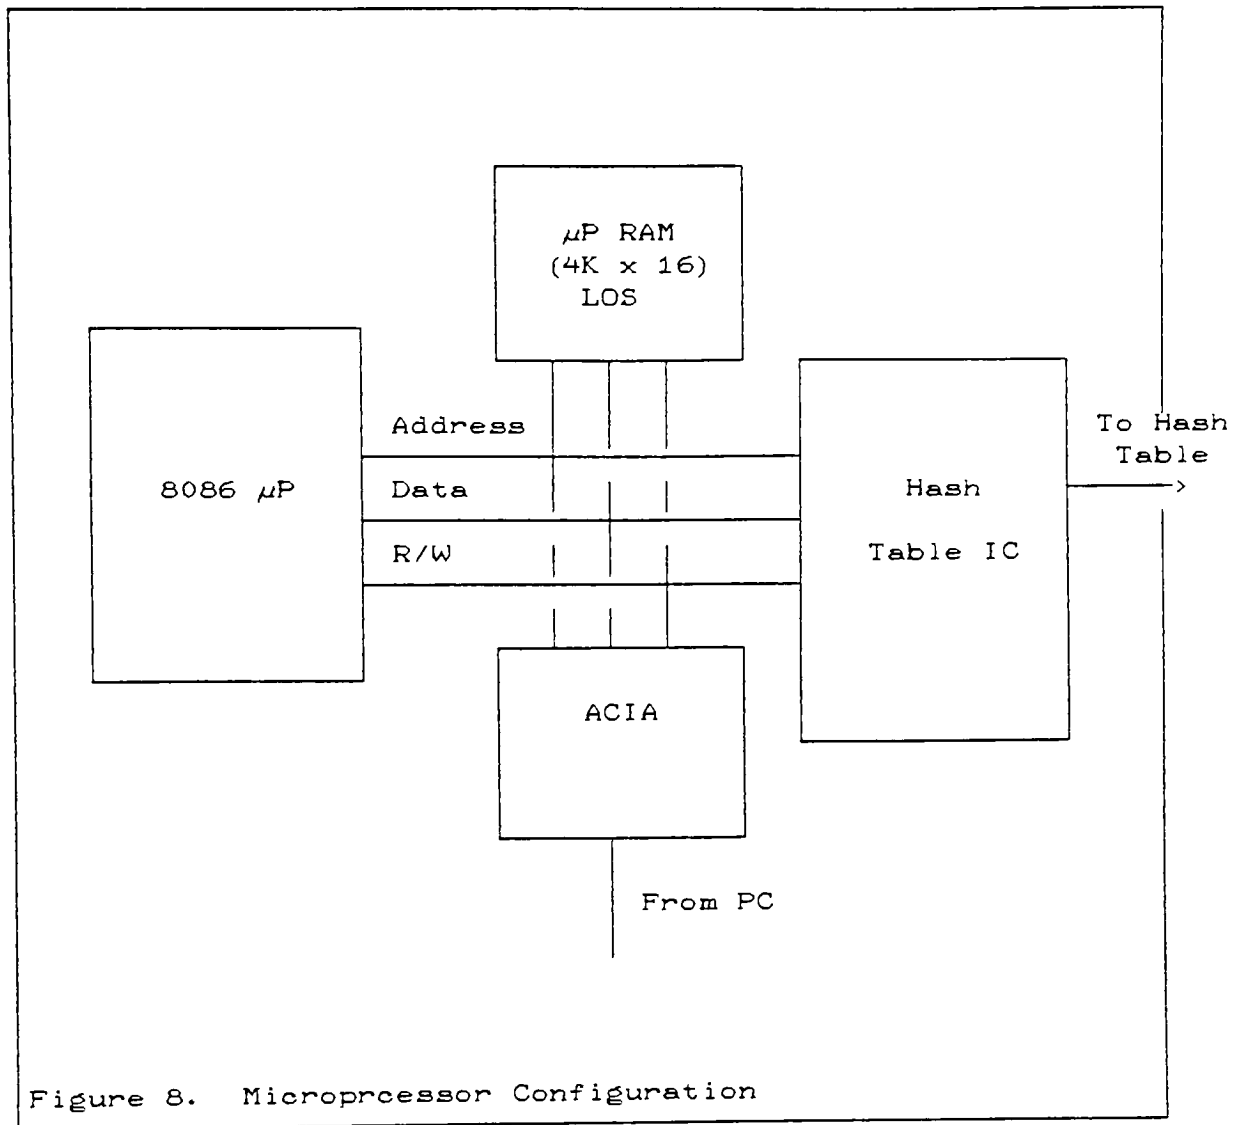 μP RAM
(4K x 16)
LOS
8086 μP
Address
Data
R/W
Hash
Table IC
To Hash
Table
ACIA
From PC
Figure 8. Microprcessor Configuration